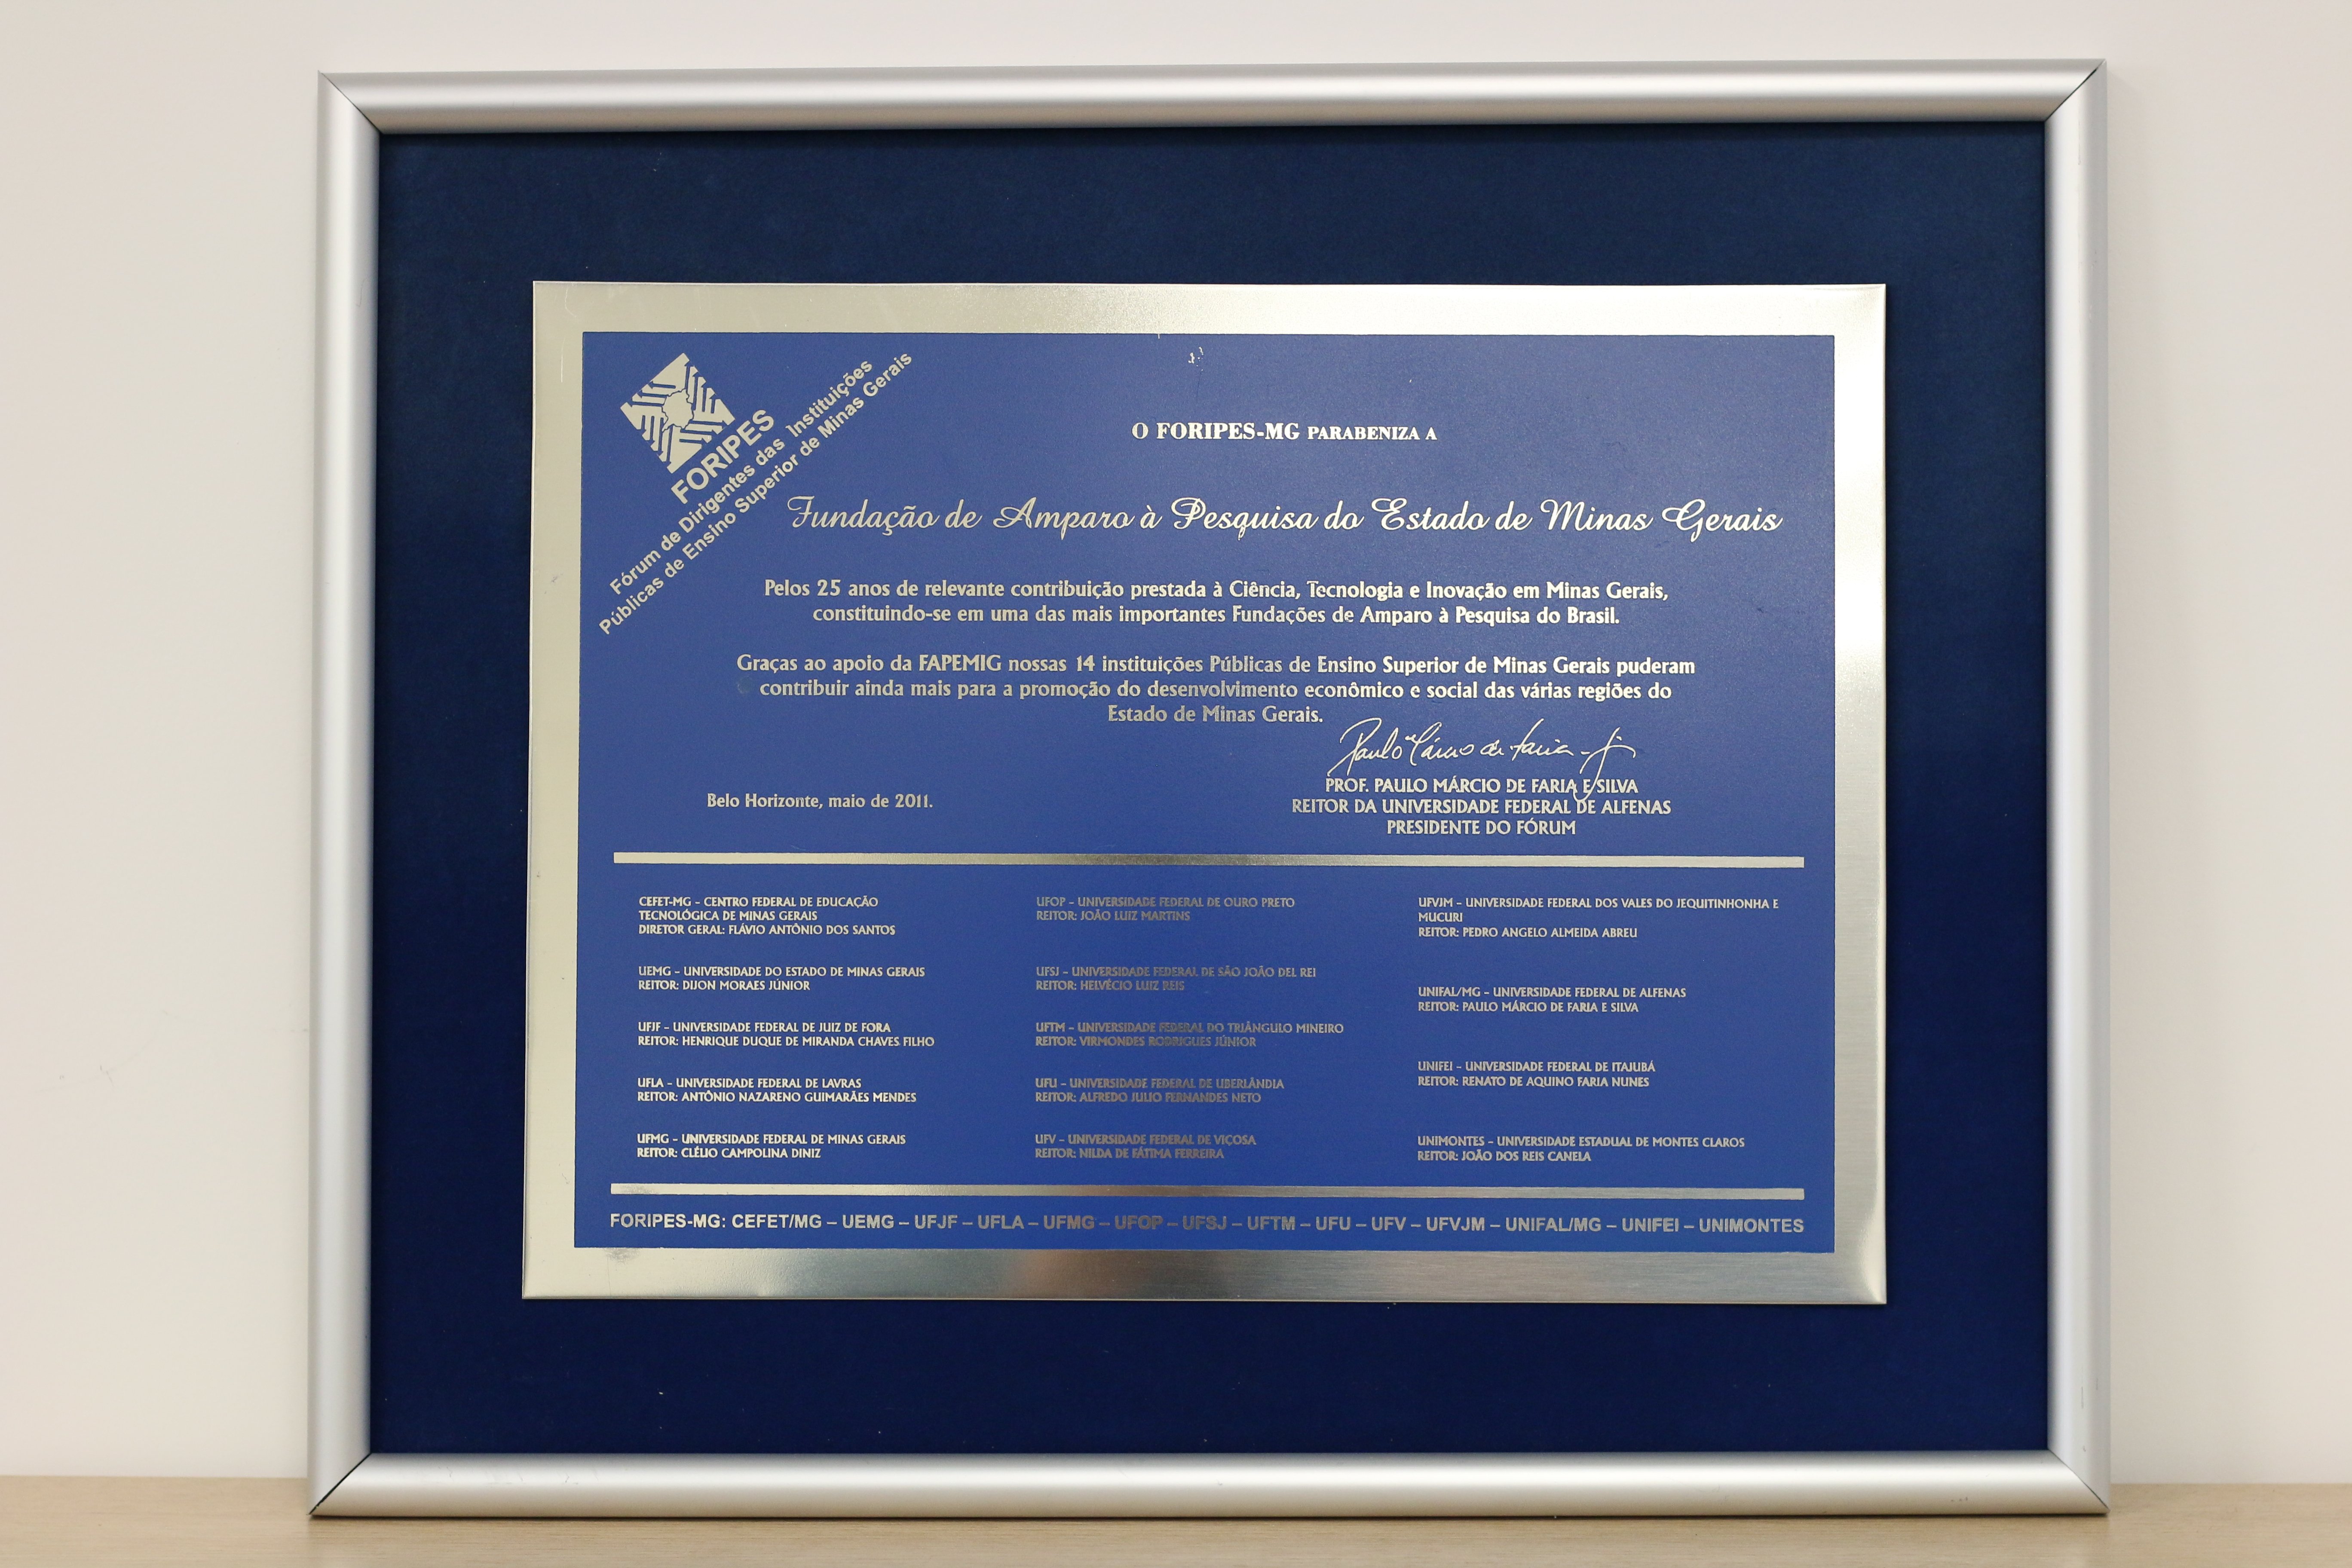 FORIPES
Fórum de Dirigentes das Instituições
Públicas de Ensino Superior de Minas Gerais
O FORIPES-MG PARABENIZA A
Fundação de Amparo à Pesquisa do Estado de Minas Gerais
Pelos 25 anos de relevante contribuição prestada à Ciência, Tecnologia e Inovação em Minas Gerais,
constituindo-se em uma das mais importantes Fundações de Amparo à Pesquisa do Brasil.
Graças ao apoio da FAPEMIG nossas 14 instituições Públicas de Ensino Superior de Minas Gerais puderam
contribuir ainda mais para a promoção do desenvolvimento econômico e social das várias regiões do
Estado de Minas Gerais.
Belo Horizonte, maio de 2011.
PROF. PAULO MÁRCIO DE FARIA E SILVA
REITOR DA UNIVERSIDADE FEDERAL DE ALFENAS
PRESIDENTE DO FÓRUM
CEFET-MG – CENTRO FEDERAL DE EDUCAÇÃO
TECNOLÓGICA DE MINAS GERAIS
DIRETOR GERAL: FLÁVIO ANTÔNIO DOS SANTOS
UEMG – UNIVERSIDADE DO ESTADO DE MINAS GERAIS
REITOR: DIJON MORAES JÚNIOR
UFJF – UNIVERSIDADE FEDERAL DE JUIZ DE FORA
REITOR: HENRIQUE DUQUE DE MIRANDA CHAVES FILHO
UFLA – UNIVERSIDADE FEDERAL DE LAVRAS
REITOR: ANTÔNIO NAZARENO GUIMARÃES MENDES
UFMG – UNIVERSIDADE FEDERAL DE MINAS GERAIS
REITOR: CLÉLIO CAMPOLINA DINIZ
UFOP – UNIVERSIDADE FEDERAL DE OURO PRETO
REITOR: JOÃO LUIZ MARTINS
UFSJ – UNIVERSIDADE FEDERAL DE SÃO JOÃO DEL REI
REITOR: HELVÉCIO LUIZ REIS
UFTM – UNIVERSIDADE FEDERAL DO TRIÂNGULO MINEIRO
REITOR: VIRMONDES RODRIGUES JÚNIOR
UFU – UNIVERSIDADE FEDERAL DE UBERLÂNDIA
REITOR: ALFREDO JULIO FERNANDES NETO
UFV – UNIVERSIDADE FEDERAL DE VIÇOSA
REITOR: NILDA DE FÁTIMA FERREIRA
UFVJM – UNIVERSIDADE FEDERAL DOS VALES DO JEQUITINHONHA E
MUCURI
REITOR: PEDRO ANGELO ALMEIDA ABREU
UNIFAL/MG – UNIVERSIDADE FEDERAL DE ALFENAS
REITOR: PAULO MÁRCIO DE FARIA E SILVA
UNIFEI – UNIVERSIDADE FEDERAL DE ITAJUBÁ
REITOR: RENATO DE AQUINO FARIA NUNES
UNIMONTES – UNIVERSIDADE ESTADUAL DE MONTES CLAROS
REITOR: JOÃO DOS REIS CANELA
FORIPES-MG: CEFET/MG – UEMG – UFJF – UFLA – UFMG – UFOP – UFSJ – UFTM – UFU – UFV – UFVJM – UNIFAL/MG – UNIFEI – UNIMONTES